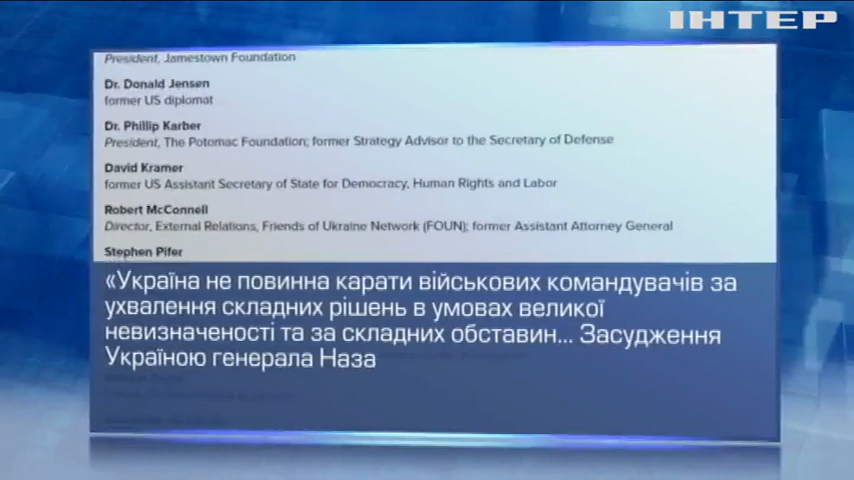 ІНТЕР
President, Jamestown Foundation
Dr. Donald Jensen
former US diplomat
Dr. Phillip Karber
President, The Potomac Foundation; former Strategy Advisor to the Secretary of Defense
David Kramer
former US Assistant Secretary of State for Democracy, Human Rights and Labor
Robert McConnell
Director, External Relations, Friends of Ukraine Network (FOUN); former Assistant Attorney General
Stephen Pifer
«Україна не повинна карати військових командувачів за
ухвалення складних рішень в умовах великої
невизначеності та за складних обставин... Засудження
Україною генерала Наза